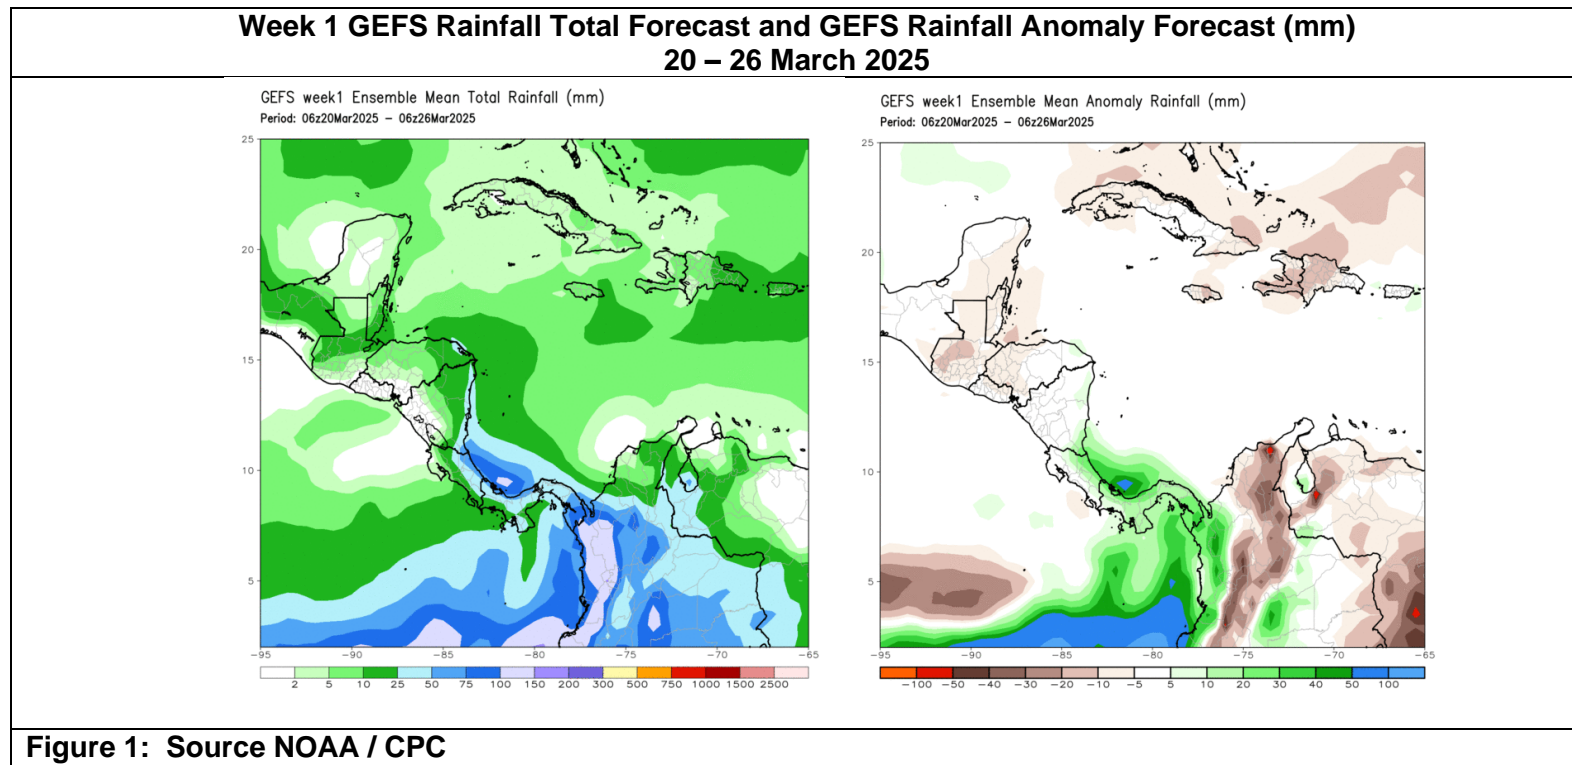 Week 1 GEFS Rainfall Total Forecast and GEFS Rainfall Anomaly Forecast (mm)
20 – 26 March 2025
GEFS week1 Ensemble Mean Total Rainfall (mm)
Period: 06z20Mar2025 – 06z26Mar2025
25
20
15
10
5
−95 −90 −85 −80 −75 −70 −65
2 5 10 25 50 75 100 150 200 300 500 750 1000 1500 2500
GEFS week1 Ensemble Mean Anomaly Rainfall (mm)
Period: 06z20Mar2025 – 06z26Mar2025
25
20
15
10
5
−95 −90 −85 −80 −75 −70 −65
−100 −50 −40 −30 −20 −10 −5 5 10 20 30 40 50 100
Figure 1: Source NOAA / CPC